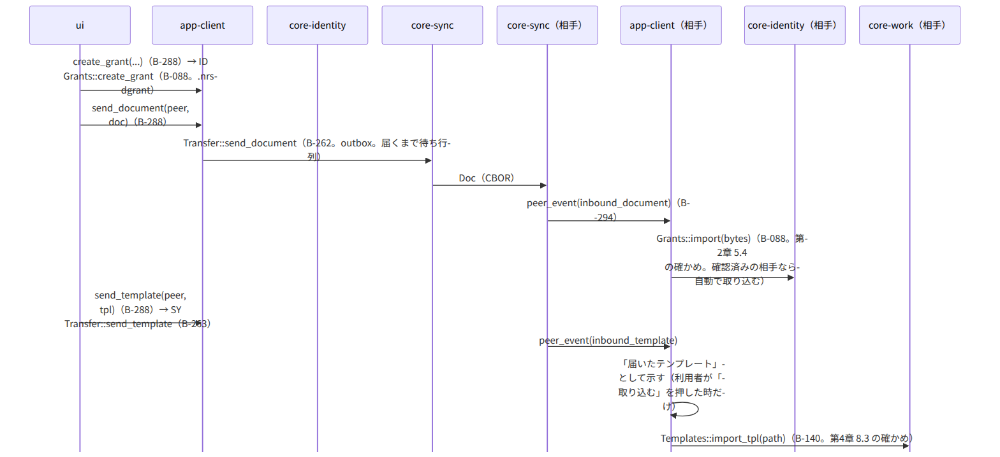 ui
app-client
core-identity
core-sync
core-sync（相手）
app-client（相手）
core-identity（相手）
core-work（相手）
create_grant(...)（B-288）→ ID
Grants::create_grant（B-088。.nrs-
dgrant）
send_document(peer,
doc)（B-288）
Transfer::send_document（B-262。outbox。届くまで待ち行-
列）
Doc（CBOR）
peer_event(inbound_document)（B-
-294）
Grants::import(bytes)（B-088。第-
2章 5.4
の確かめ。確認済みの相手なら-
自動で取り込む）
send_template(peer,
tpl)（B-288）→ SY
Transfer::send_template（B-263）
peer_event(inbound_template)
「届いたテンプレート」-
として示す（利用者が「-
取り込む」を押した時だ-
け）
Templates::import_tpl(path)（B-140。第4章 8.3 の確かめ）